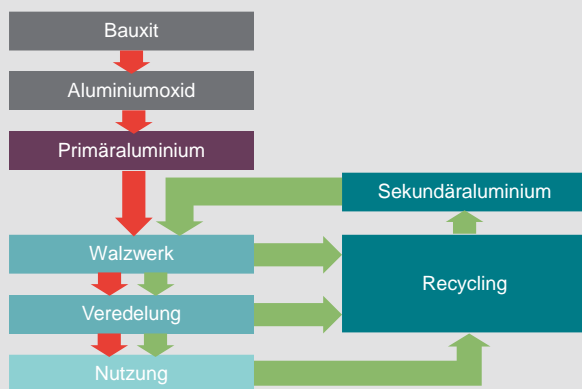 Bauxit
Aluminiumoxid
Primäraluminium
Sekundäraluminium
Walzwerk
Recycling
Veredelung
Nutzung